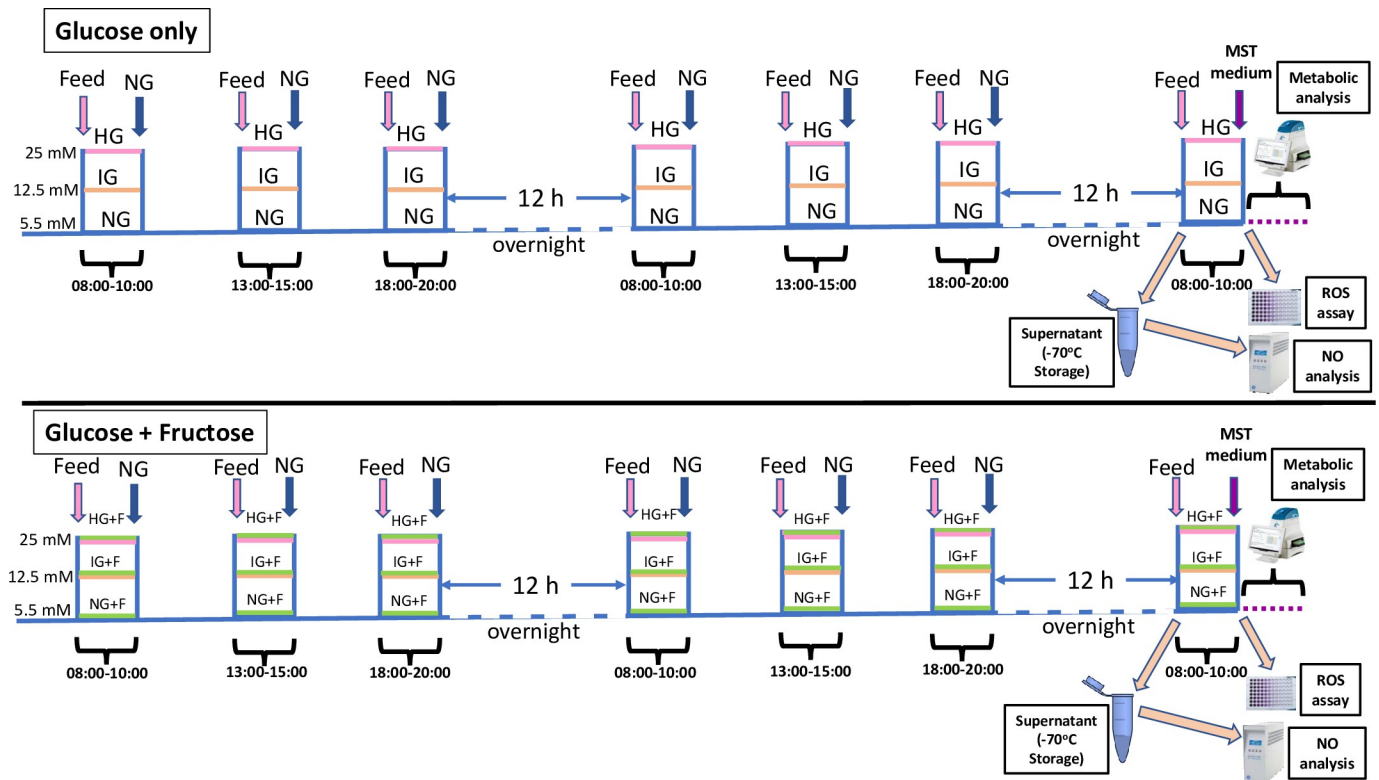 Glucose only
Feed NG Feed NG Feed NG Feed NG Feed NG Feed NG Feed MST medium
Metabolic analysis
HG HG HG HG HG HG HG
25 mM
IG IG IG IG IG IG IG
12.5 mM
12 h 12 h
NG NG NG NG NG NG NG
5.5 mM
overnight overnight
08:00-10:00 13:00-15:00 18:00-20:00 08:00-10:00 13:00-15:00 18:00-20:00 08:00-10:00
ROS assay
Supernatant
(-70°C
Storage)
NO analysis
Glucose + Fructose
Feed NG Feed NG Feed NG Feed NG Feed NG Feed NG Feed MST medium
Metabolic analysis
HG+F HG+F HG+F HG+F HG+F HG+F HG+F
25 mM
IG+F IG+F IG+F IG+F IG+F IG+F IG+F
12.5 mM
12 h 12 h
NG+F NG+F NG+F NG+F NG+F NG+F NG+F
5.5 mM
overnight overnight
08:00-10:00 13:00-15:00 18:00-20:00 08:00-10:00 13:00-15:00 18:00-20:00 08:00-10:00
ROS assay
Supernatant
(-70°C
Storage)
NO analysis